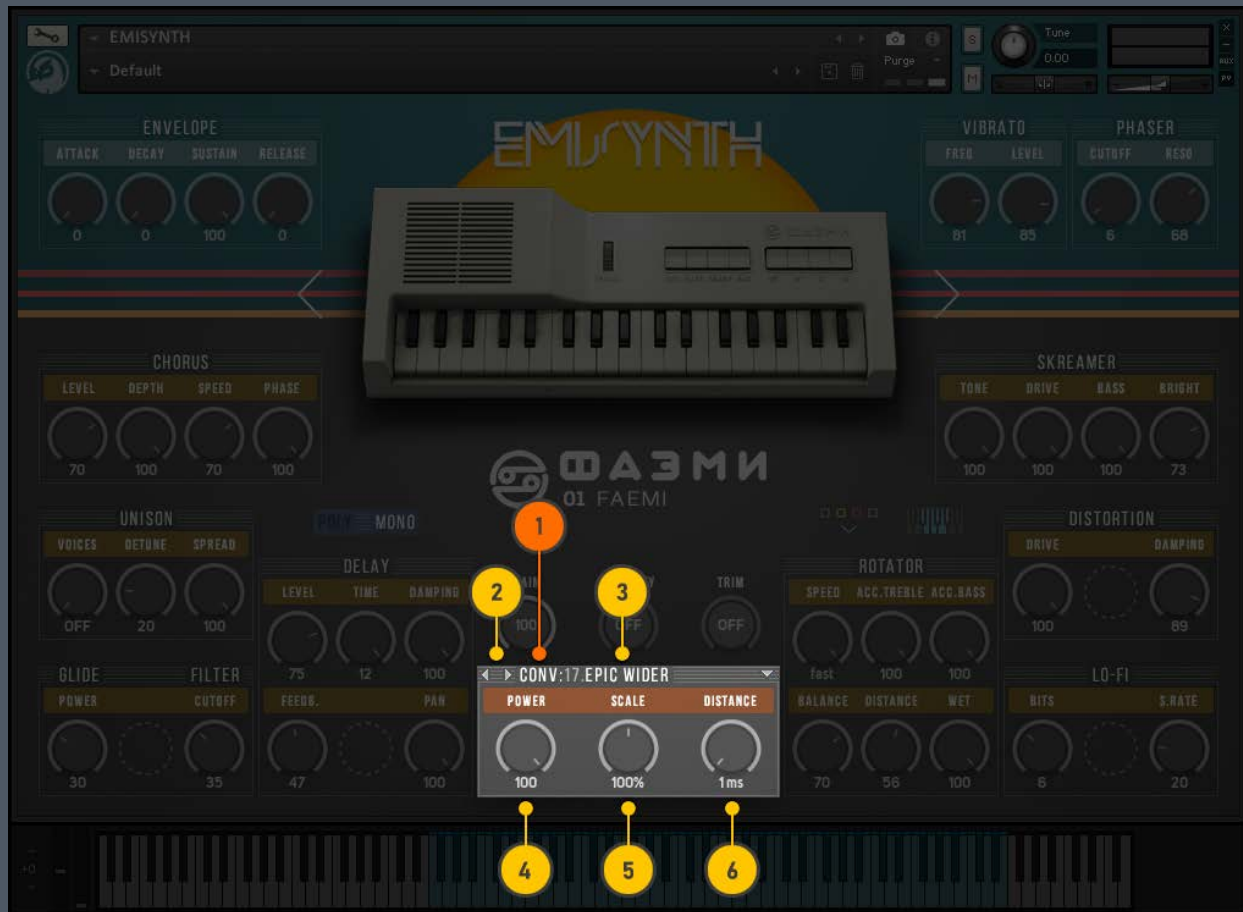 EMISYNTH
Default
Purge
S
M
Tune
0.00
AUX
PV
EMISYNTH
ENVELOPE
ATTACK DECAY SUSTAIN RELEASE
0 0 100 0
VIBRATO
FREQ LEVEL
81 85
PHASER
CUTOFF RESO
6 68
ФАЭМИ
CHORUS
LEVEL DEPTH SPEED PHASE
70 100 70 100
SKREAMER
TONE DRIVE BASS BRIGHT
100 100 100 73
ФАЭМИ
01 FAEMI
POLY MONO
UNISON
VOICES DETUNE SPREAD
OFF 20 100
DELAY
LEVEL TIME DAMPING
75 12 100
FEEDB. PAN
47 100
GLIDE FILTER
POWER CUTOFF
30 35
1
2
3
TRIM
100 OFF OFF
CONV:17.EPIC WIDER
POWER SCALE DISTANCE
100 100% 1ms
4 5 6
ROTATOR
SPEED ACC.TREBLE ACC.BASS
fast 100 100
BALANCE DISTANCE WET
70 56 100
DISTORTION
DRIVE DAMPING
100 89
LO-FI
BITS S.RATE
6 20
+0